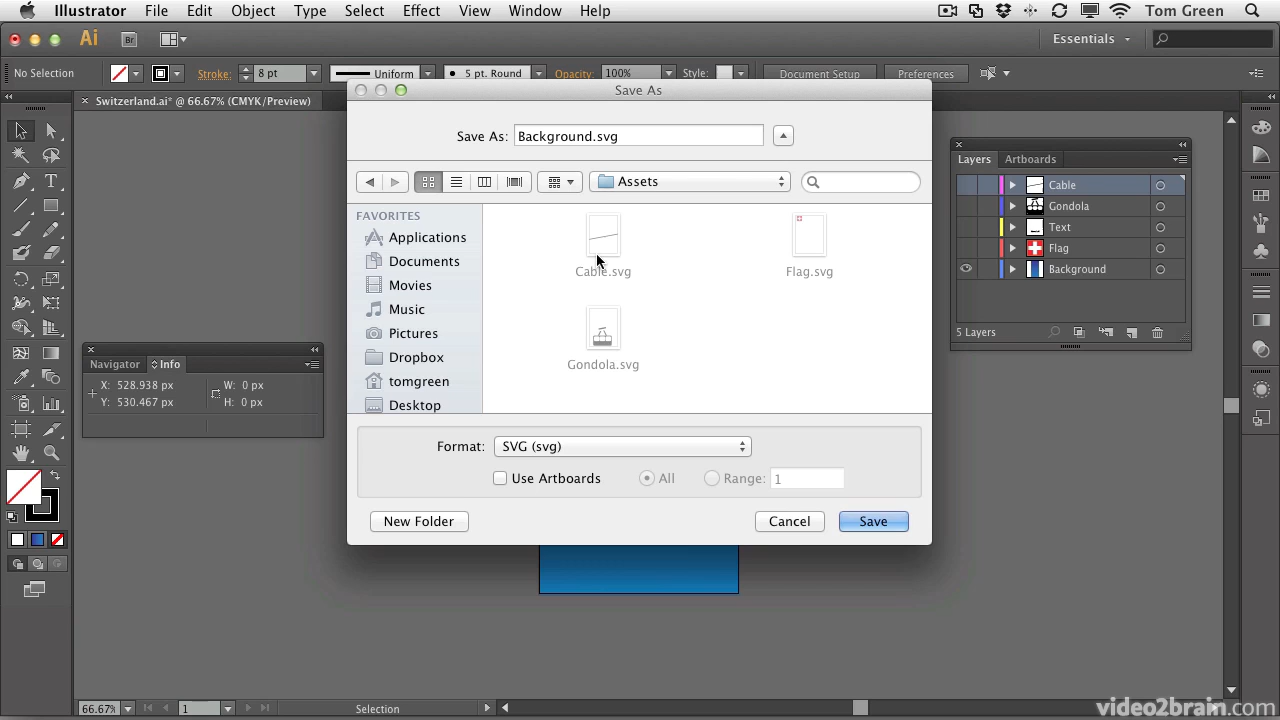 Illustrator File Edit Object Type Select Effect View Window Help Tom Green
Ai Br Essentials
No Selection Stroke: 8 pt Uniform 5 pt. Round Opacity: 100% Style: Document Setup Preferences
Save As
× Switzerland.ai* @ 66.67% (CMYK/Preview)
Save As: Background.svg
Layers Artboards
Assets
Cable
Gondola
Text
Flag
Background
5 Layers
FAVORITES
Applications
Documents
Movies
Music
Pictures
Dropbox
tomgreen
Desktop
Cable.svg
Flag.svg
Gondola.svg
Navigator Info
X: 528.938 px
Y: 530.467 px
W: 0 px
H: 0 px
Format: SVG (svg)
Use Artboards All Range: 1
New Folder Cancel Save
66.67% 1 Selection
video2brain.com